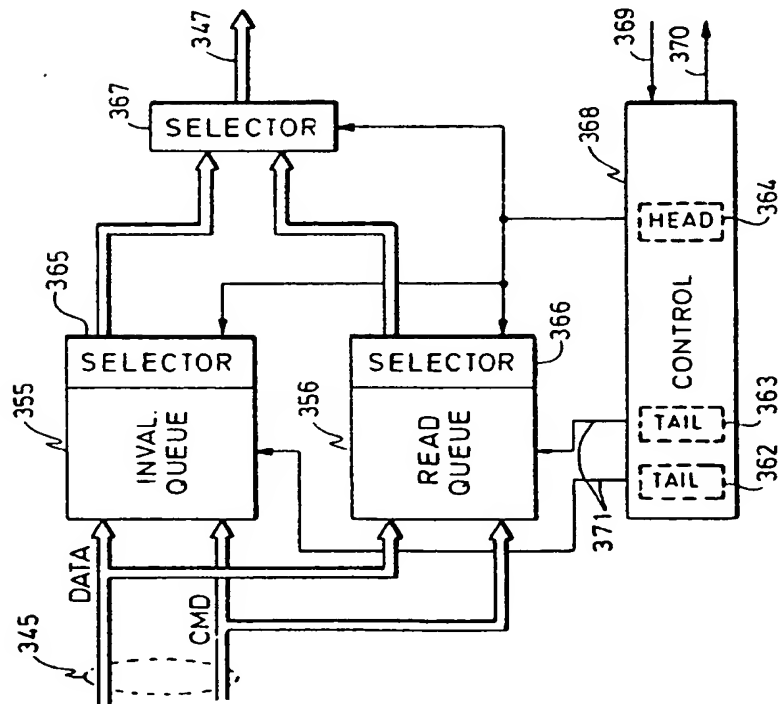 345
DATA
CMD
355
INVAL.
QUEUE
SELECTOR
365
367
SELECTOR
347
356
READ
QUEUE
SELECTOR
366
371
TAIL
TAIL
362
363
CONTROL
HEAD
364
368
369
370